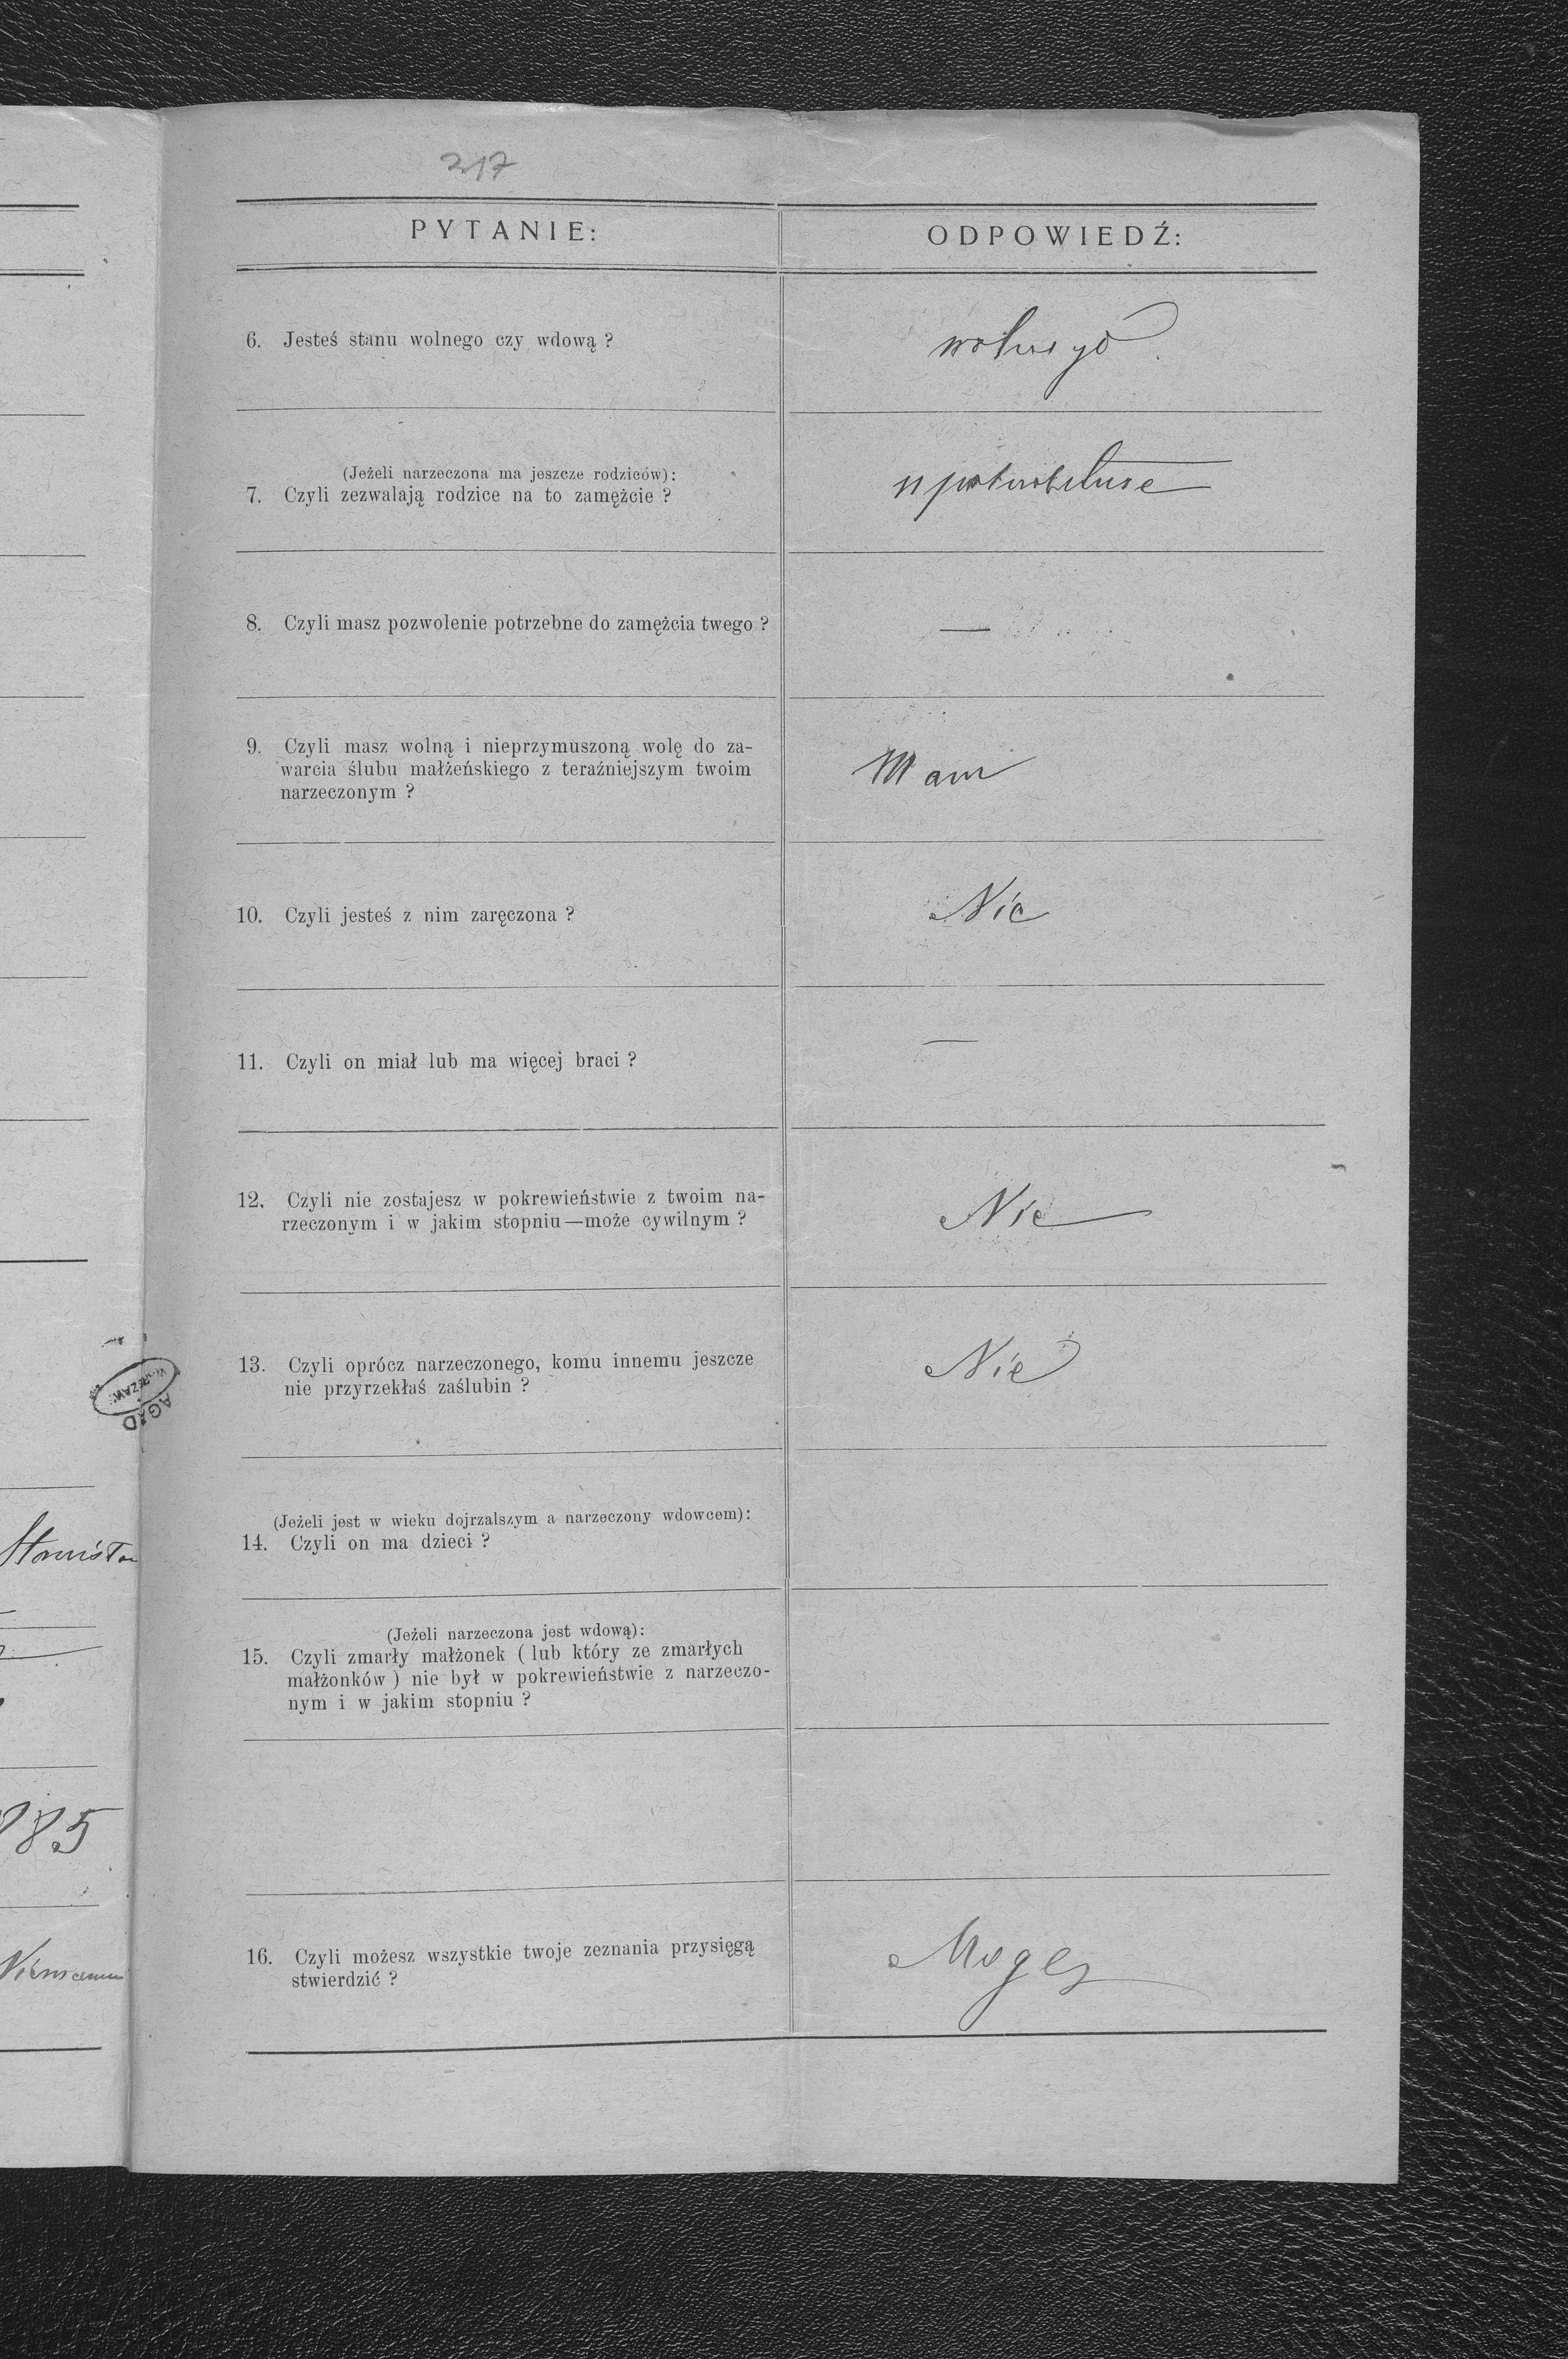 217
PYTANIE:
ODPOWIEDŹ:
6. Jesteś stanu wolnego czy wdową ?
wolnego
(Jeżeli narzeczona ma jeszcze rodziców):
7. Czyli zezwalają rodzice na to zamęźcie ?
8. Czyli masz pozwolenie potrzebne do zamęźcia twego ?
—
9. Czyli masz wolną i nieprzymuszoną wolę do za-
warcia ślubu małżeńskiego z teraźniejszym twoim
narzeczonym ?
Mam
10. Czyli jesteś z nim zaręczona ?
Nie
11. Czyli on miał lub ma więcej braci ?
—
12. Czyli nie zostajesz w pokrewieństwie z twoim na-
rzeczonym i w jakim stopniu—może cywilnym ?
Nie
13. Czyli oprócz narzeczonego, komu innemu jeszcze
nie przyrzekłaś zaślubin ?
Nie
(Jeżeli jest w wieku dojrzalszym a narzeczony wdowcem):
14. Czyli on ma dzieci ?
(Jeżeli narzeczona jest wdową):
15. Czyli zmarły małżonek ( lub który ze zmarłych
małżonków ) nie był w pokrewieństwie z narzeczo-
nym i w jakim stopniu ?
16. Czyli możesz wszystkie twoje zeznania przysięgą
stwierdzić ?
Mogę
AGAD
885